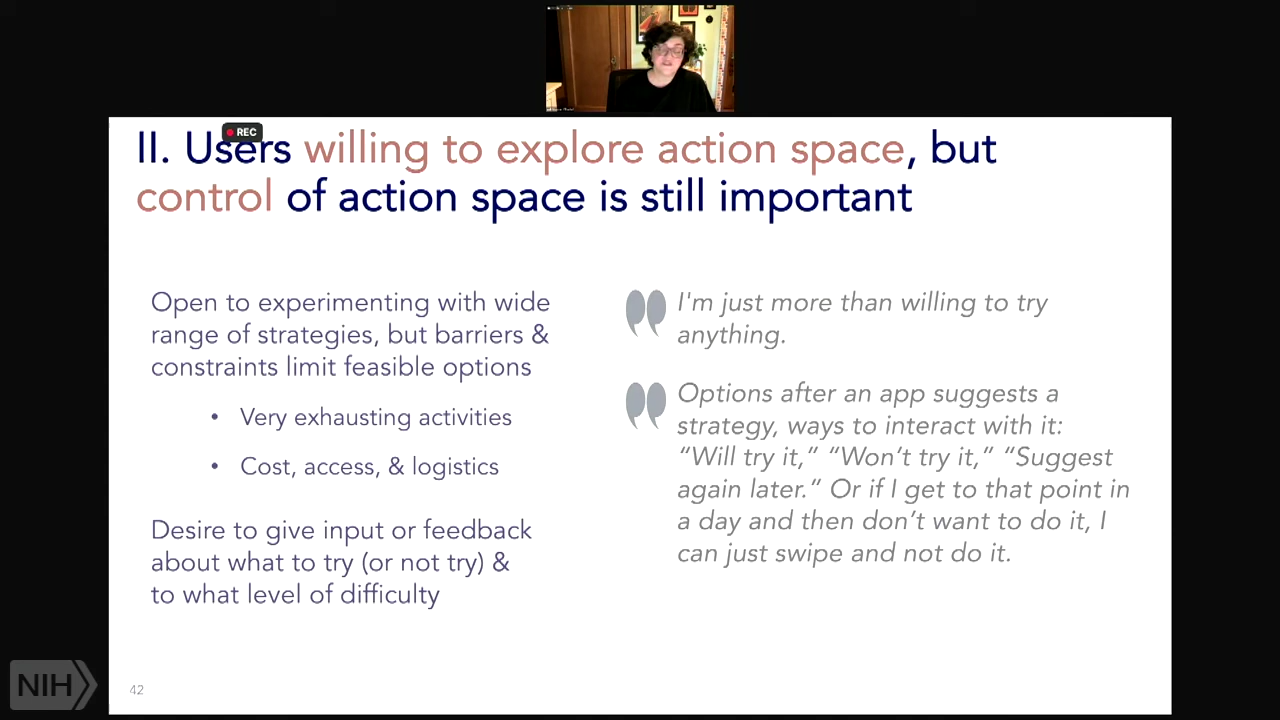 REC
II. Users willing to explore action space, but
control of action space is still important
Open to experimenting with wide
range of strategies, but barriers &
constraints limit feasible options
• Very exhausting activities
• Cost, access, & logistics
Desire to give input or feedback
about what to try (or not try) &
to what level of difficulty
I'm just more than willing to try
anything.
Options after an app suggests a
strategy, ways to interact with it:
“Will try it,” “Won’t try it,” “Suggest
again later.“ Or if I get to that point in
a day and then don’t want to do it, I
can just swipe and not do it.
NIH
42